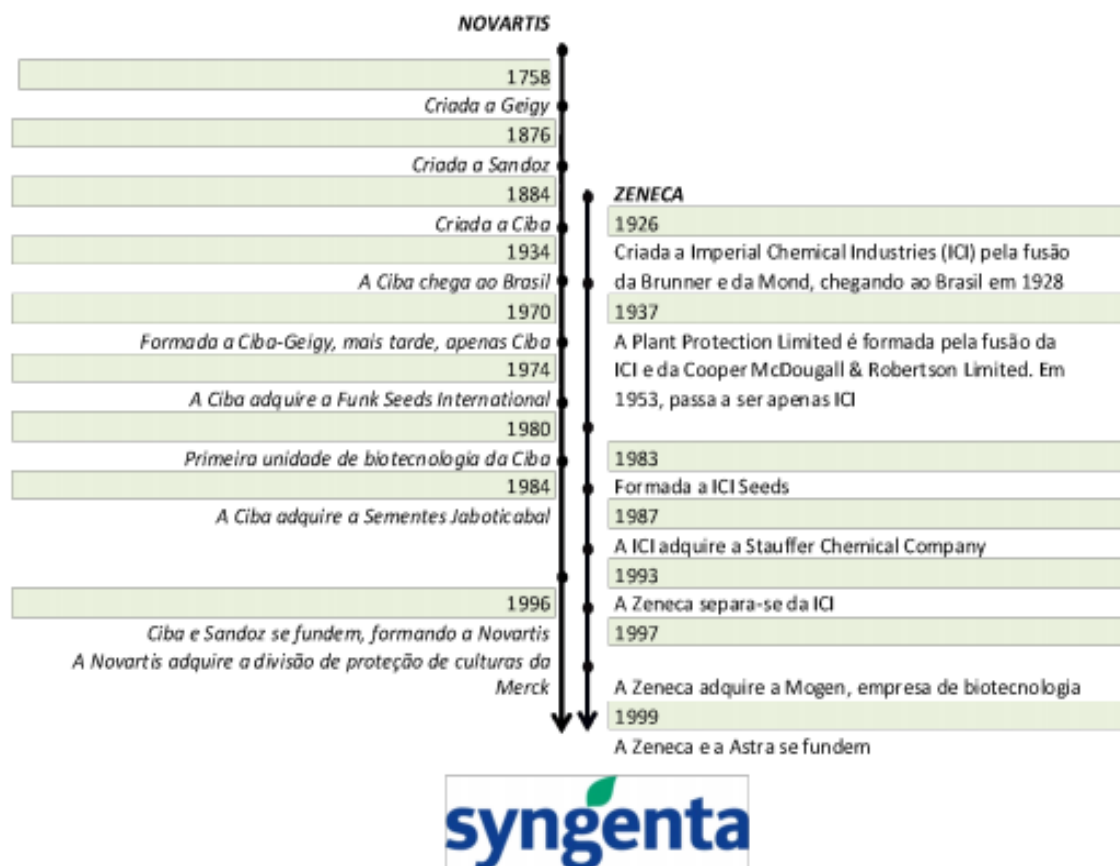 NOVARTIS
1758
Criada a Geigy
1876
Criada a Sandoz
1884
Criada a Ciba
1934
A Ciba chega ao Brasil
1970
Formada a Ciba-Geigy, mais tarde, apenas Ciba
1974
A Ciba adquire a Funk Seeds International
1980
Primeira unidade de biotecnologia da Ciba
1984
A Ciba adquire a Sementes Jaboticabal
1996
Ciba e Sandoz se fundem, formando a Novartis
A Novartis adquire a divisão de proteção de culturas da
Merck
ZENECA
1926
Criada a Imperial Chemical Industries (ICI) pela fusão
da Brunner e da Mond, chegando ao Brasil em 1928
1937
A Plant Protection Limited é formada pela fusão da
ICI e da Cooper McDougall & Robertson Limited. Em
1953, passa a ser apenas ICI
1983
Formada a ICI Seeds
1987
A ICI adquire a Stauffer Chemical Company
1993
A Zeneca separa-se da ICI
1997
A Zeneca adquire a Mogen, empresa de biotecnologia
1999
A Zeneca e a Astra se fundem
syngenta